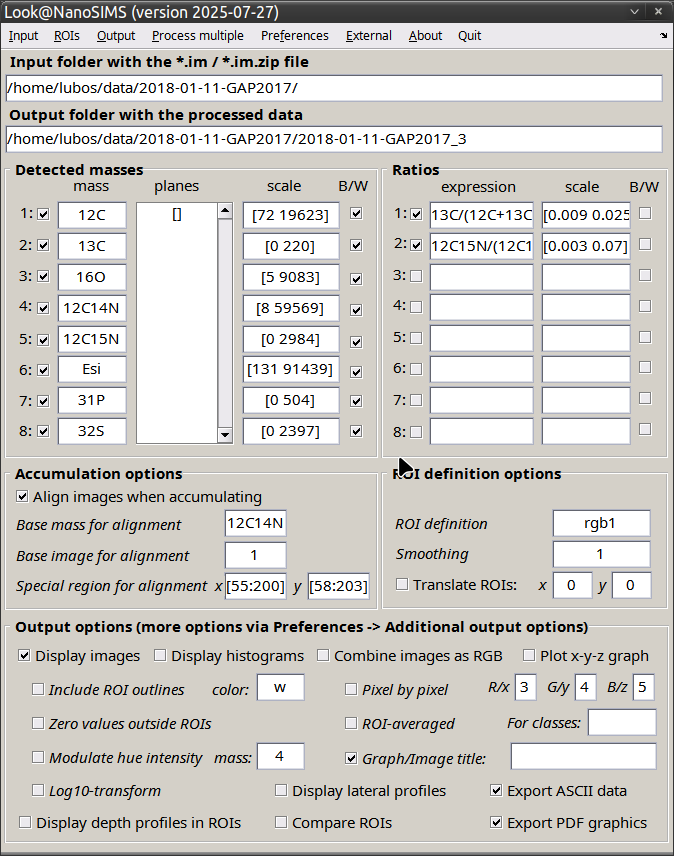 Look@NanoSIMS (version 2025-07-27)
Input ROIs Output Process multiple Preferences External About Quit
Input folder with the *.im / *.im.zip file
/home/lubos/data/2018-01-11-GAP2017/
Output folder with the processed data
/home/lubos/data/2018-01-11-GAP2017/2018-01-11-GAP2017_3
Detected masses Ratios
mass planes scale B/W expression scale B/W
1: 12C [] [72 19623] 1: 13C/(12C+13C [0.009 0.025
2: 13C [0 220] 2: 12C15N/(12C1 [0.003 0.07]
3: 16O [5 9083] 3:
4: 12C14N [8 59569] 4:
5: 12C15N [0 2984] 5:
6: Esi [131 91439] 6:
7: 31P [0 504] 7:
8: 32S [0 2397] 8:
Accumulation options ROI definition options
Align images when accumulating
Base mass for alignment 12C14N ROI definition rgb1
Base image for alignment 1 Smoothing 1
Special region for alignment x [55:200] y [58:203] Translate ROIs: x 0 y 0
Output options (more options via Preferences -> Additional output options)
Display images Display histograms Combine images as RGB Plot x-y-z graph
Include ROI outlines color: w Pixel by pixel R/x 3 G/y 4 B/z 5
Zero values outside ROIs ROI-averaged For classes:
Modulate hue intensity mass: 4 Graph/Image title:
Log10-transform Display lateral profiles Export ASCII data
Display depth profiles in ROIs Compare ROIs Export PDF graphics